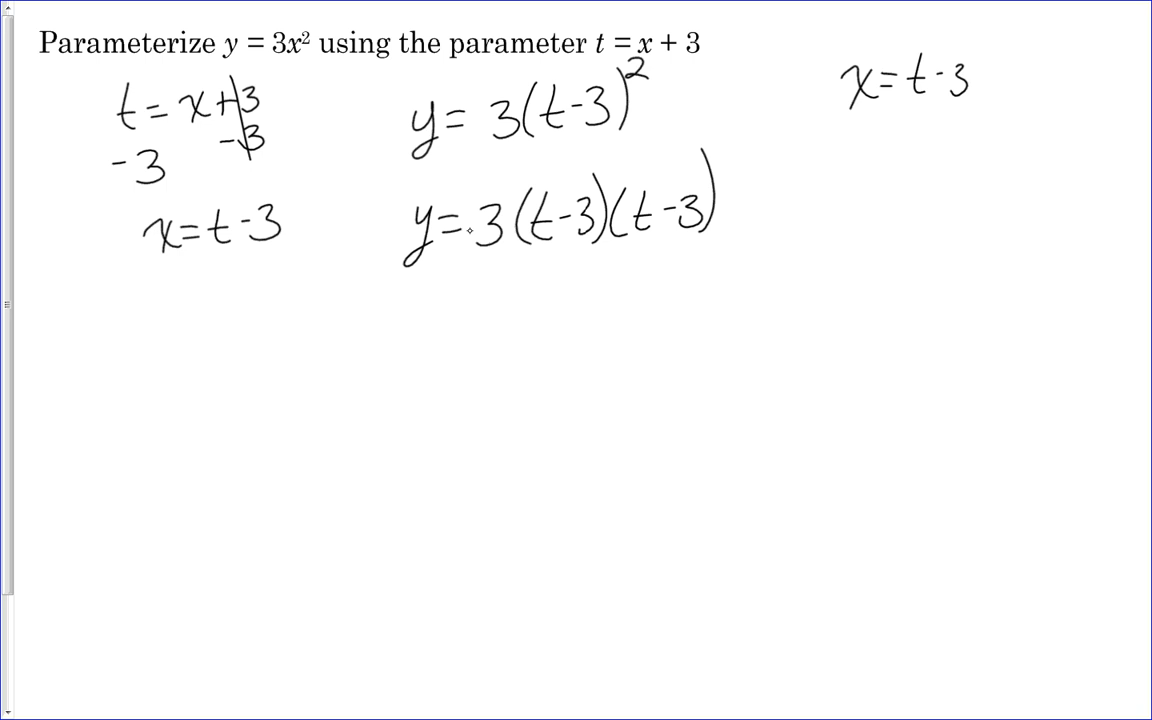 Parameterize y = 3x² using the parameter t = x + 3
t = x + 3
- 3 - 3
x = t - 3
y = 3(t - 3)²
y = 3(t - 3)(t - 3)
x = t - 3